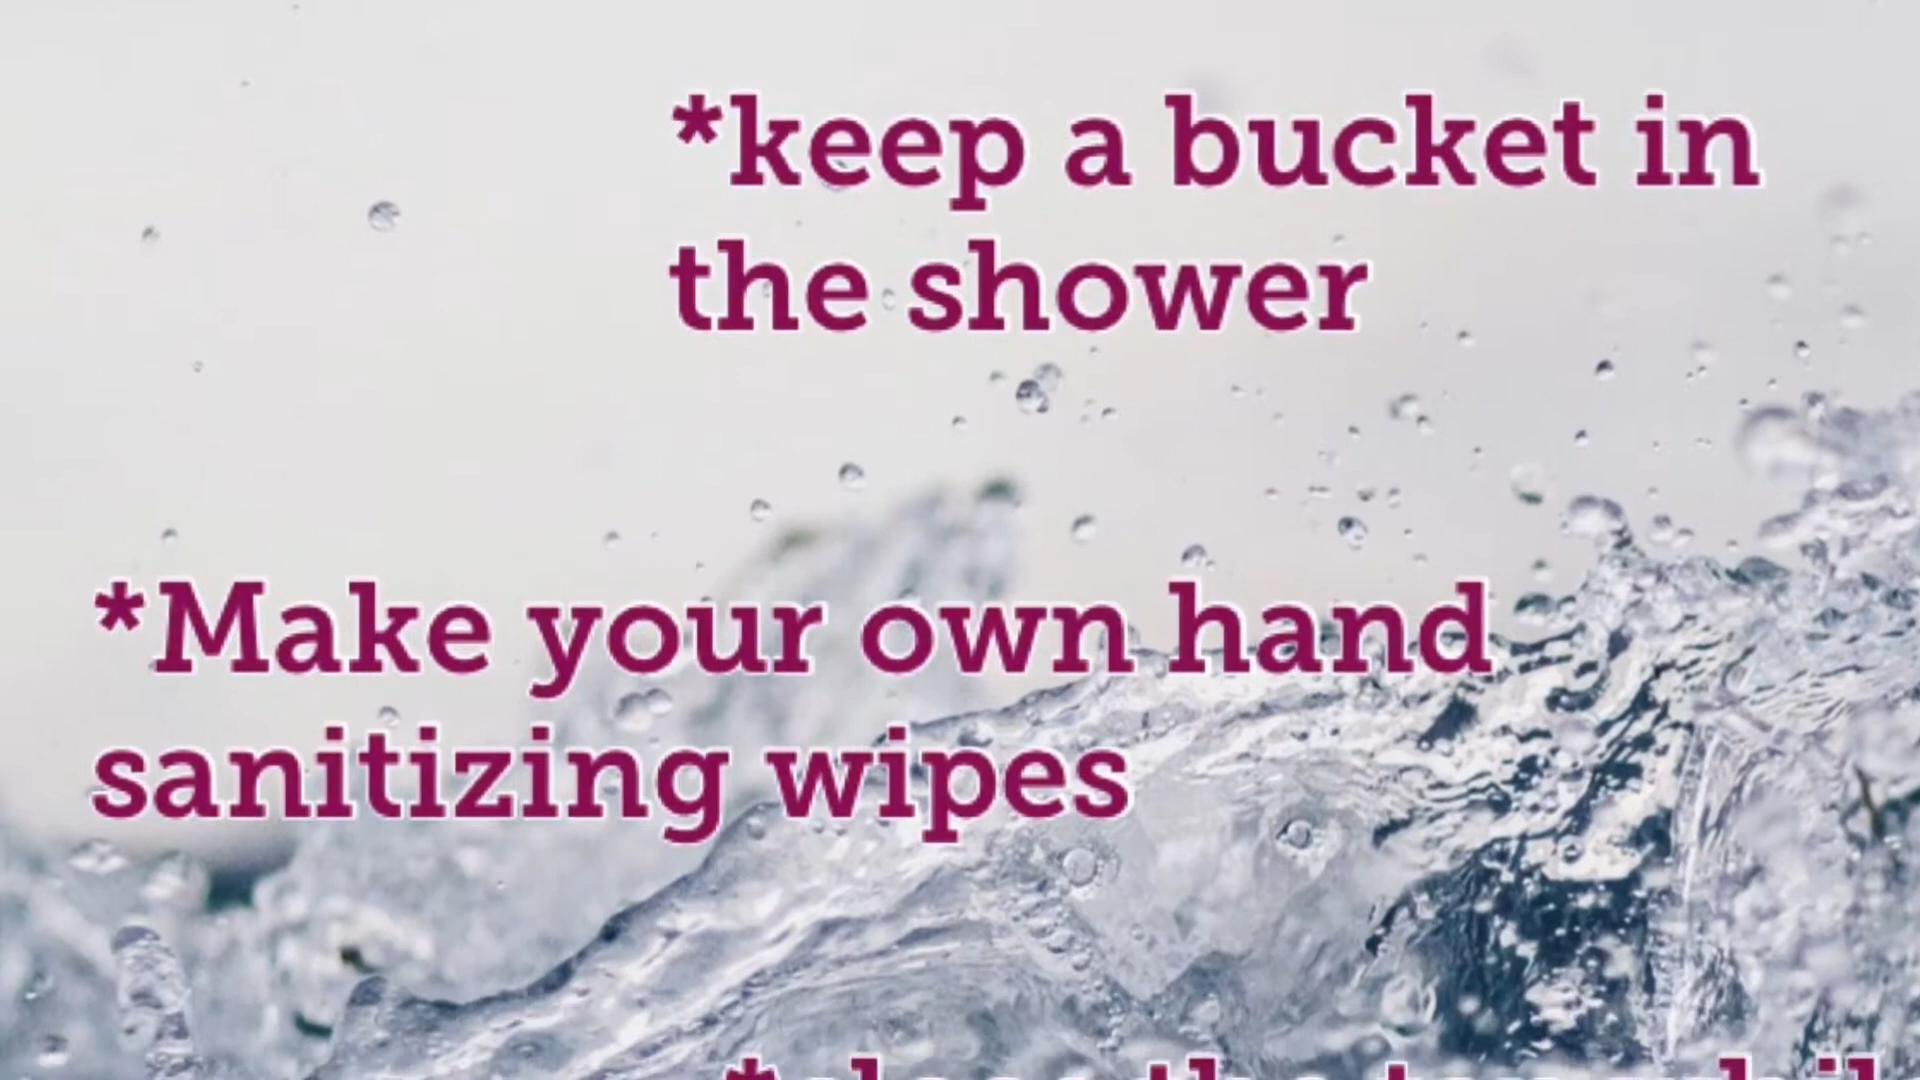 *keep a bucket in
the shower
*Make your own hand
sanitizing wipes